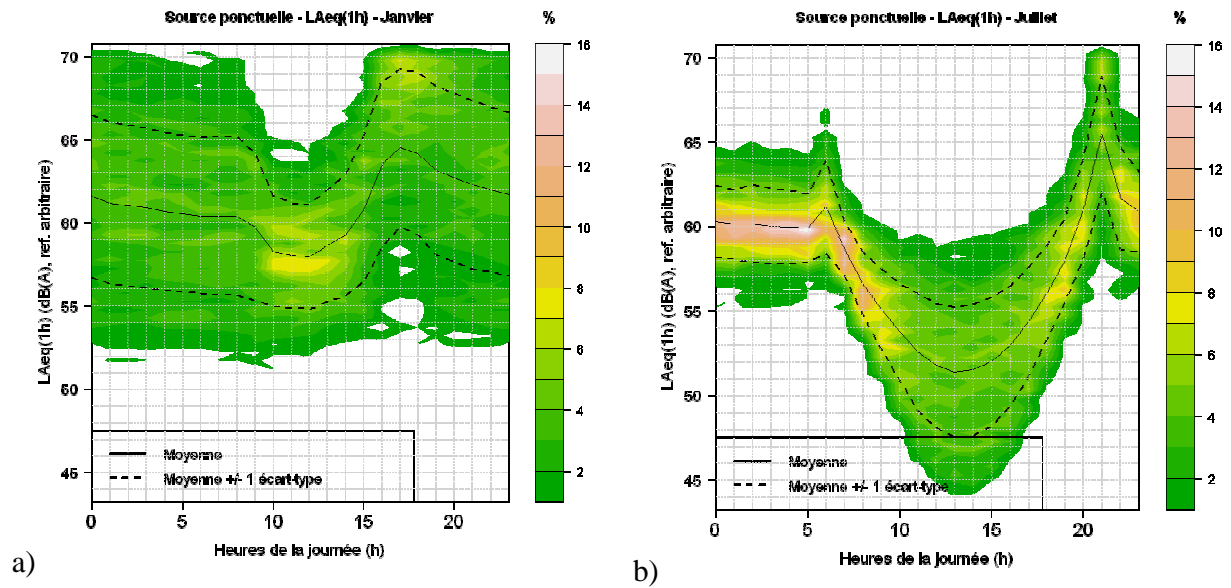 Source ponctuelle - LAeq(1h) - Janvier
%
70
65
60
55
50
45
LAeq(1h) (dB(A), ref. arbitraire)
Moyenne
Moyenne +/- 1 écart-type
0 5 10 15 20
Heures de la journée (h)
16
14
12
10
8
6
4
2
a)
Source ponctuelle - LAeq(1h) - Juillet
%
70
65
60
55
50
45
LAeq(1h) (dB(A), ref. arbitraire)
Moyenne
Moyenne +/- 1 écart-type
0 5 10 15 20
Heures de la journée (h)
16
14
12
10
8
6
4
2
b)